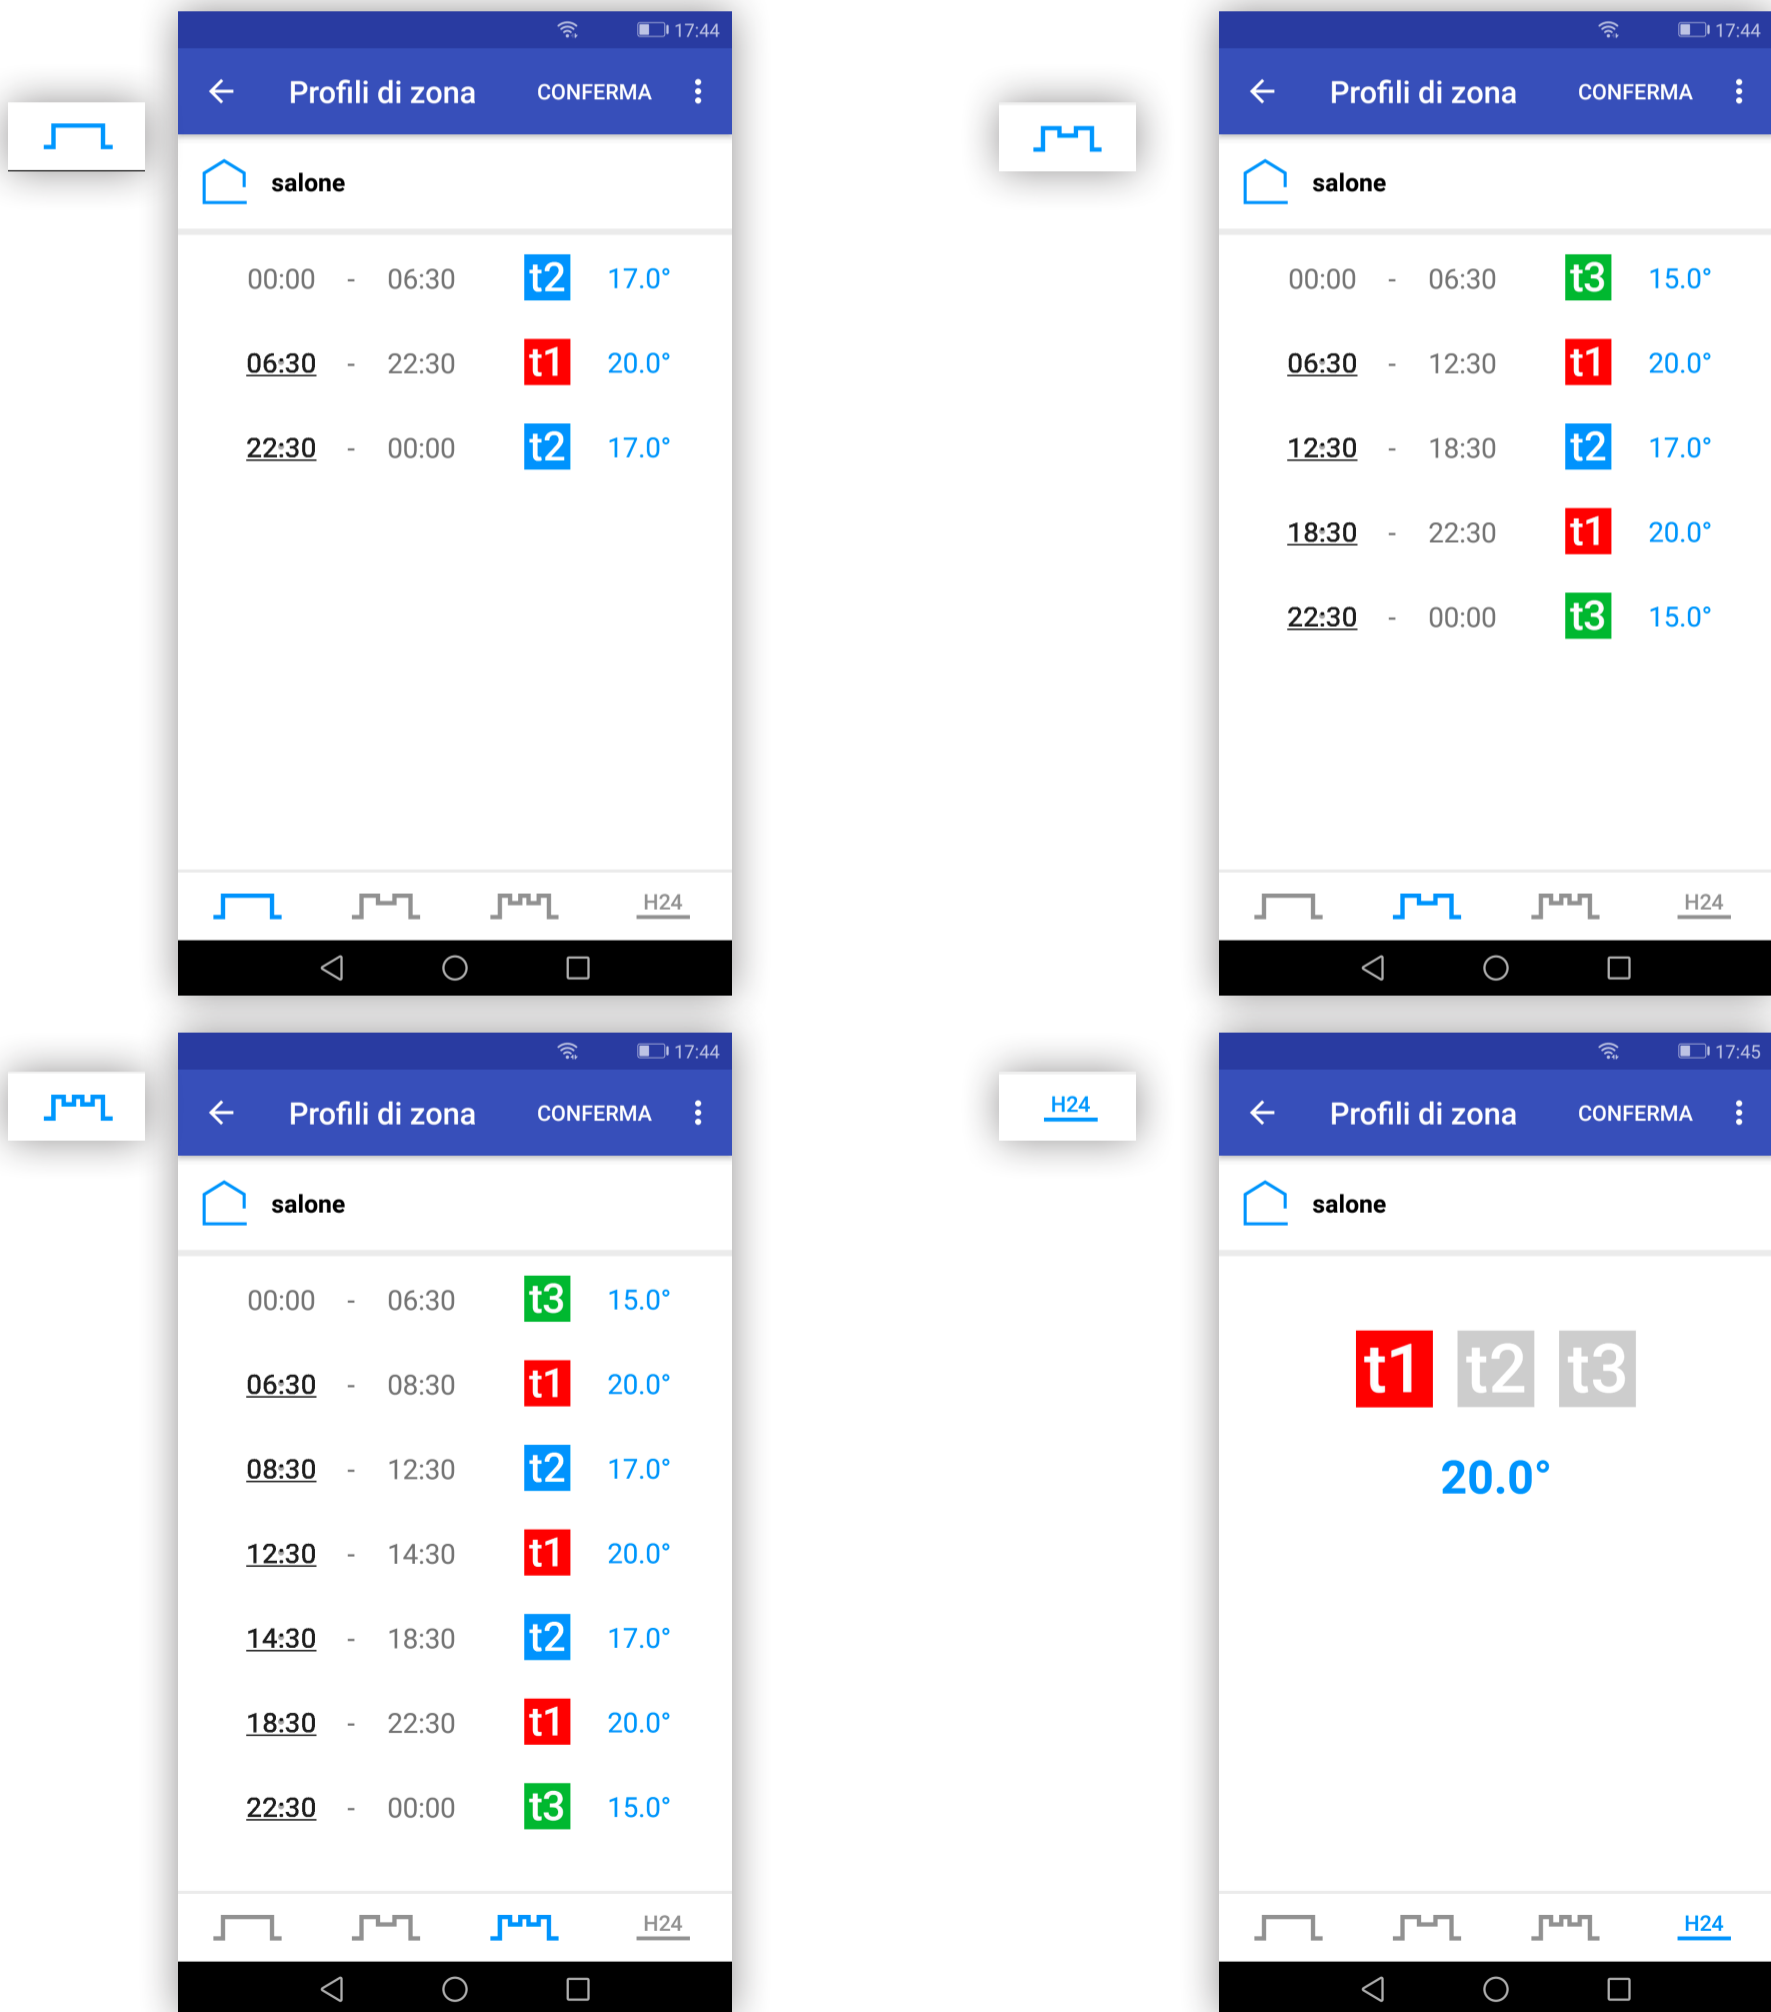 17:44
Profili di zona CONFERMA
salone
00:00 - 06:30 t2 17.0°
06:30 - 22:30 t1 20.0°
22:30 - 00:00 t2 17.0°
H24
17:44
Profili di zona CONFERMA
salone
00:00 - 06:30 t3 15.0°
06:30 - 12:30 t1 20.0°
12:30 - 18:30 t2 17.0°
18:30 - 22:30 t1 20.0°
22:30 - 00:00 t3 15.0°
H24
17:44
Profili di zona CONFERMA
salone
00:00 - 06:30 t3 15.0°
06:30 - 08:30 t1 20.0°
08:30 - 12:30 t2 17.0°
12:30 - 14:30 t1 20.0°
14:30 - 18:30 t2 17.0°
18:30 - 22:30 t1 20.0°
22:30 - 00:00 t3 15.0°
H24
H24
17:45
Profili di zona CONFERMA
salone
t1 t2 t3
20.0°
H24